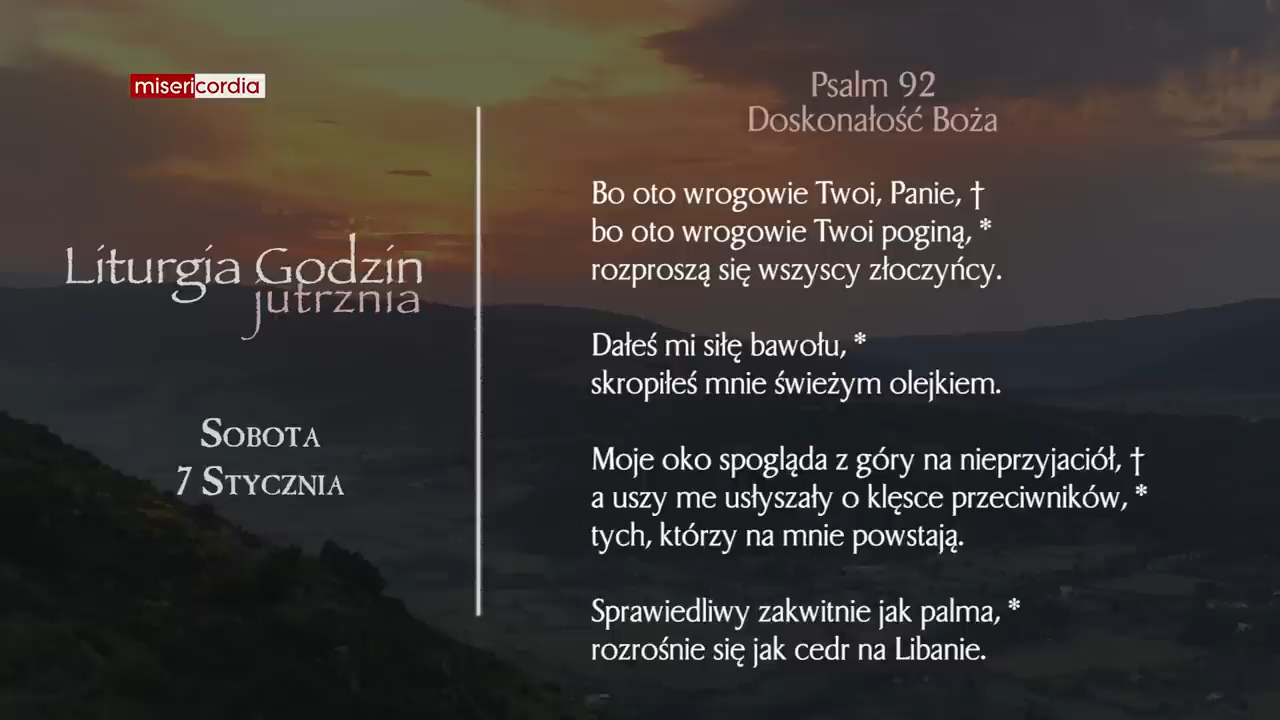 misericordia
Liturgia Godzin
jutrznia
Sobota
7 Stycznia
Psalm 92
Doskonałość Boża
Bo oto wrogowie Twoi, Panie, †
bo oto wrogowie Twoi poginą, *
rozproszą się wszyscy złoczyńcy.
Dałeś mi siłę bawołu, *
skropiłeś mnie świeżym olejkiem.
Moje oko spogląda z góry na nieprzyjaciół, †
a uszy me usłyszały o klęsce przeciwników, *
tych, którzy na mnie powstają.
Sprawiedliwy zakwitnie jak palma, *
rozrośnie się jak cedr na Libanie.